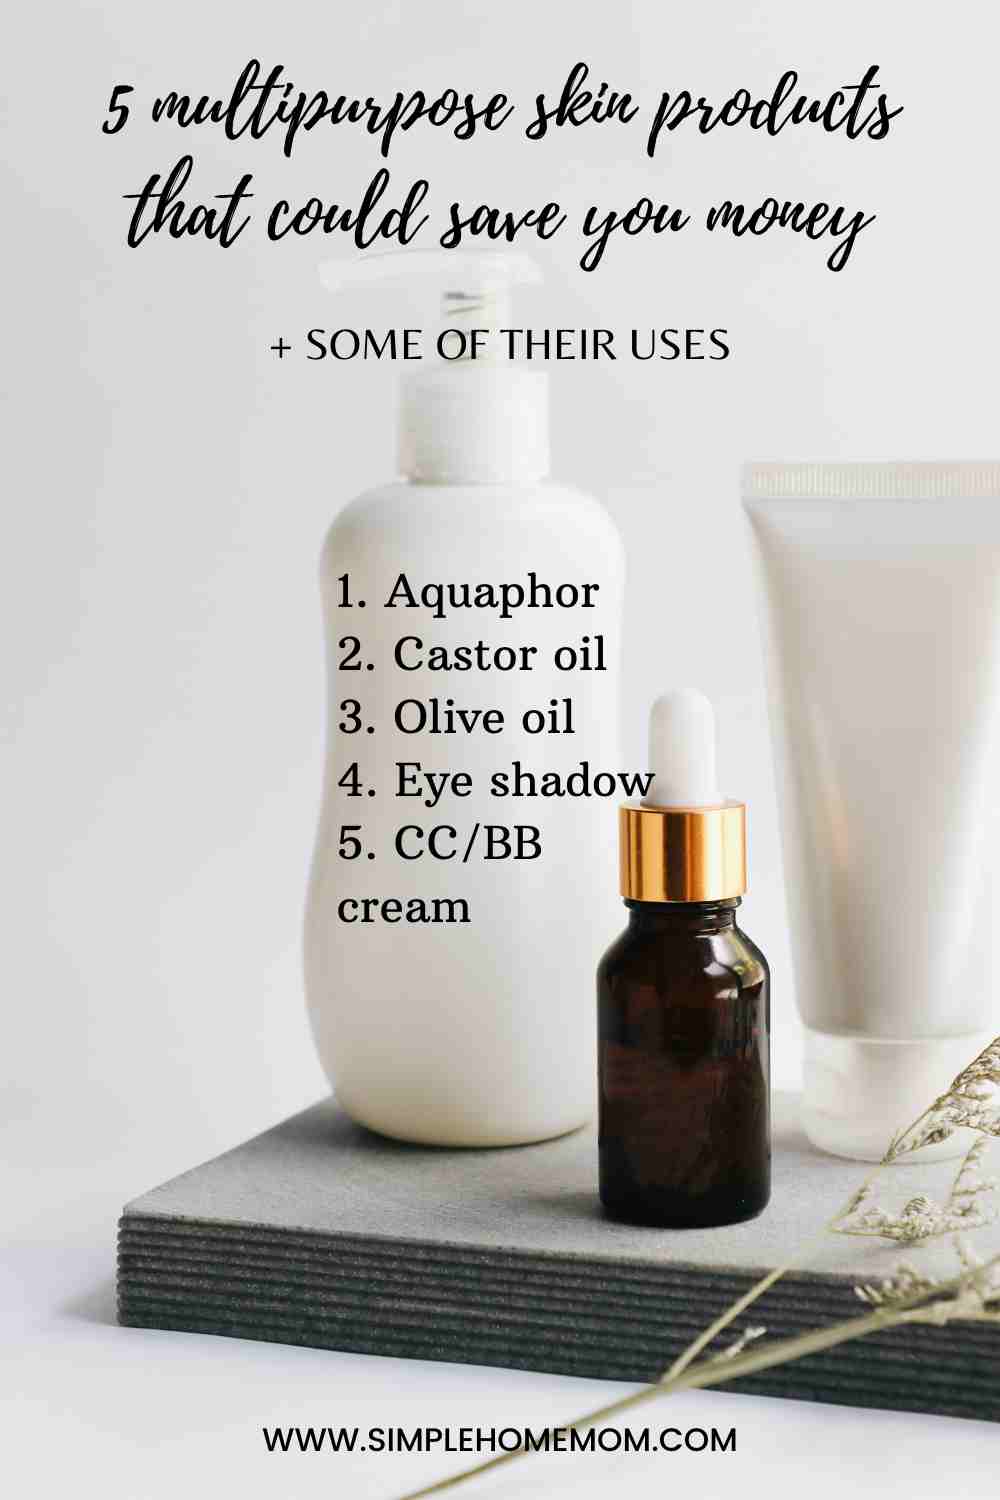 5 multipurpose skin products
that could save you money
+ SOME OF THEIR USES
1. Aquaphor
2. Castor oil
3. Olive oil
4. Eye shadow
5. CC/BB
cream
WWW.SIMPLEHOMEMOM.COM